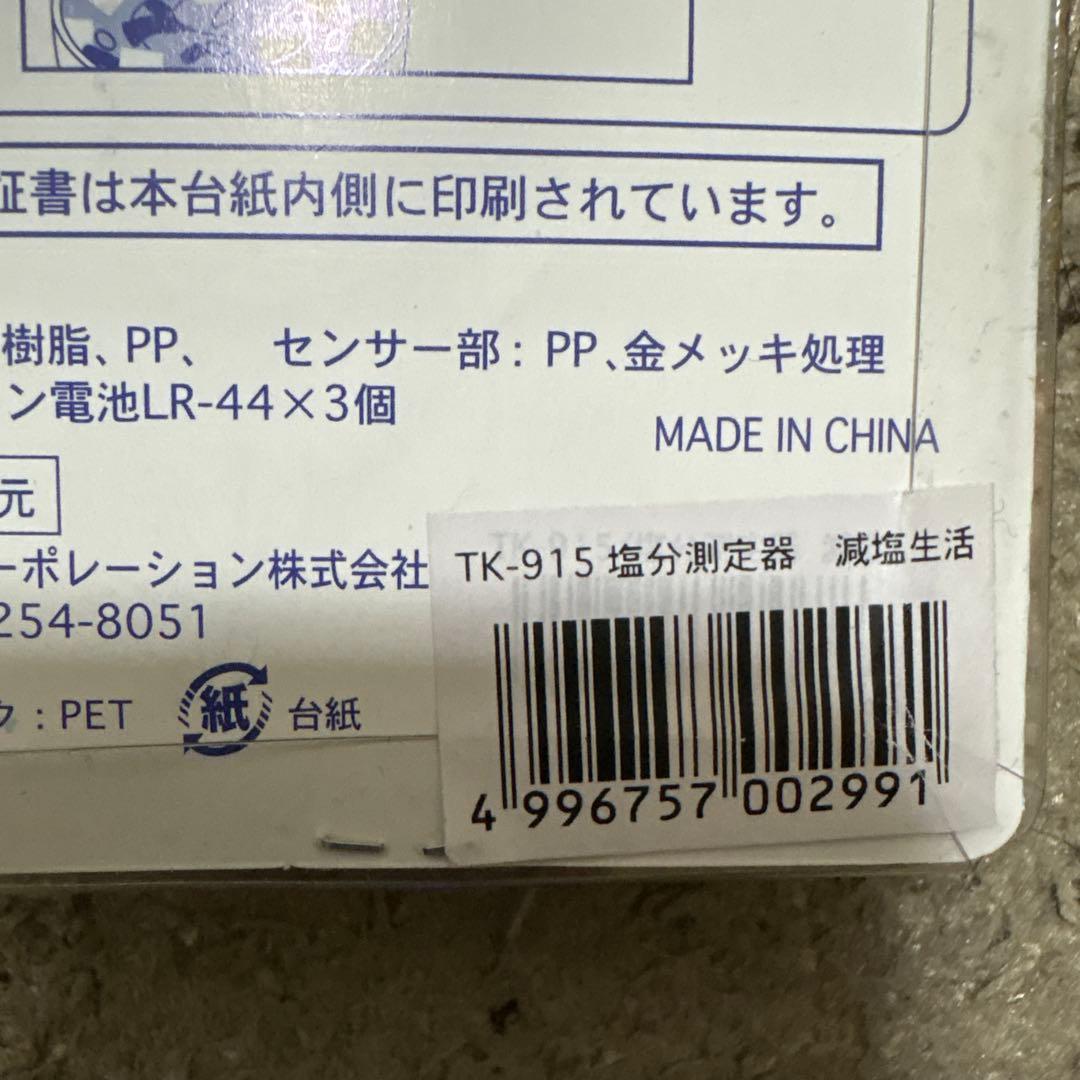 証書は本台紙内側に印刷されています。
樹脂、PP、 センサー部：PP、金メッキ処理
ン電池LR-44×3個
MADE IN CHINA
元
ーポレーション株式会社
254-8051
ク：PET 紙 台紙
TK-915 塩分測定器 減塩生活
4 996757 002991